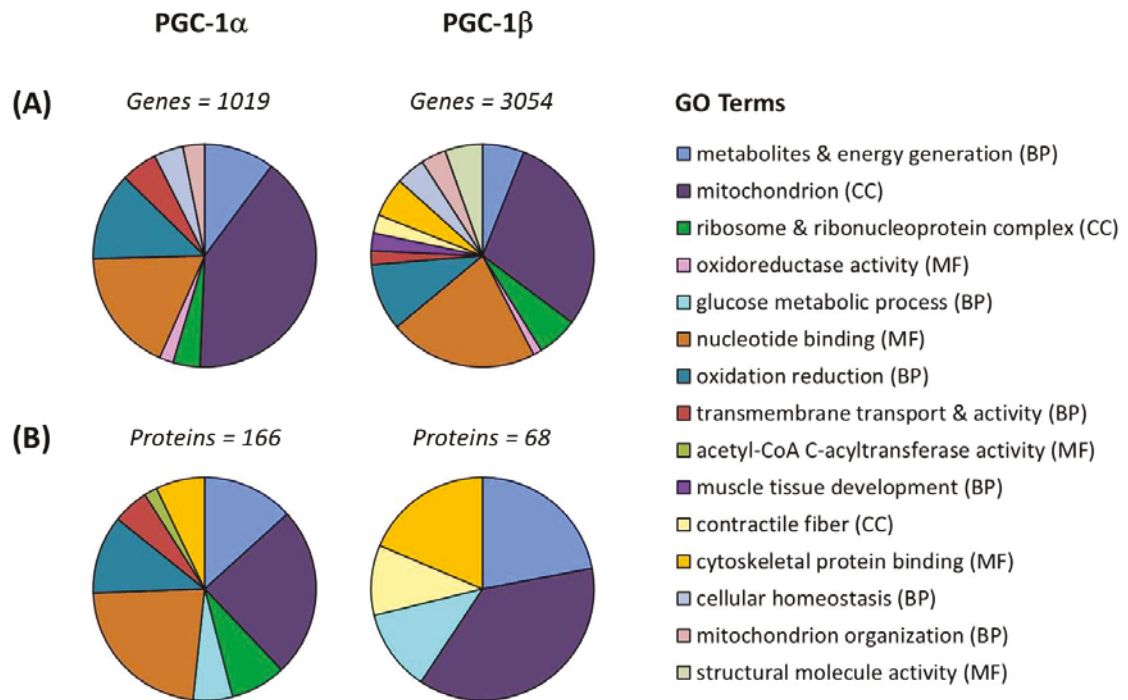 PGC-1α
PGC-1β
(A)
Genes = 1019
Genes = 3054
(B)
Proteins = 166
Proteins = 68
GO Terms
metabolites & energy generation (BP)
mitochondrion (CC)
ribosome & ribonucleoprotein complex (CC)
oxidoreductase activity (MF)
glucose metabolic process (BP)
nucleotide binding (MF)
oxidation reduction (BP)
transmembrane transport & activity (BP)
acetyl-CoA C-acyltransferase activity (MF)
muscle tissue development (BP)
contractile fiber (CC)
cytoskeletal protein binding (MF)
cellular homeostasis (BP)
mitochondrion organization (BP)
structural molecule activity (MF)